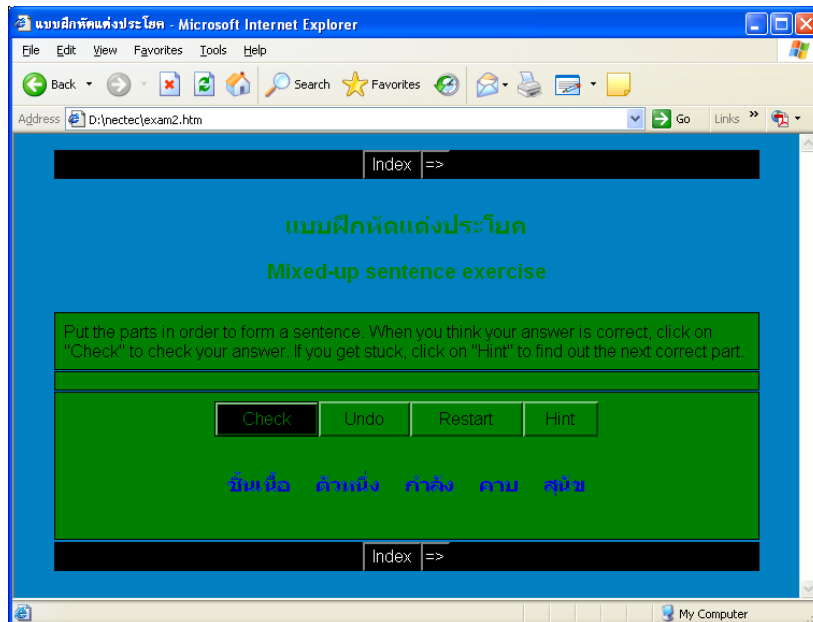 แบบฝึกหัดแต่งประโยค - Microsoft Internet Explorer
File Edit View Favorites Tools Help
Back Search Favorites
Address D:\nectec\exam2.htm Go Links »
Index =>
แบบฝึกหัดแต่งประโยค
Mixed-up sentence exercise
Put the parts in order to form a sentence. When you think your answer is correct, click on
"Check" to check your answer. If you get stuck, click on "Hint" to find out the next correct part.
Check Undo Restart Hint
ชิ้นเนื้อ ตัวหนึ่ง กำลัง คาบ สุนัข
Index =>
My Computer